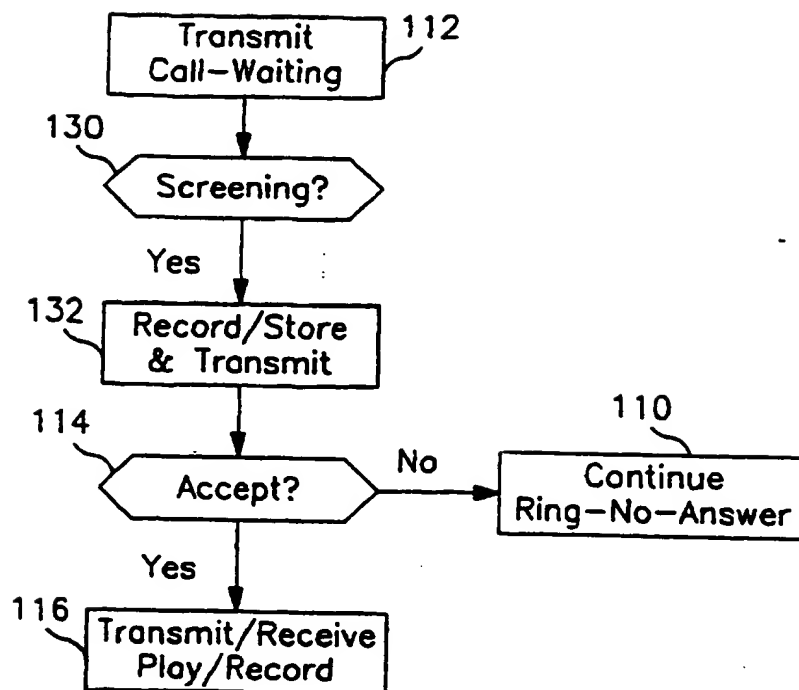 Transmit
Call-Waiting
112
130
Screening?
Yes
132
Record/Store
& Transmit
114
Accept?
No
110
Continue
Ring-No-Answer
Yes
116
Transmit/Receive
Play/Record